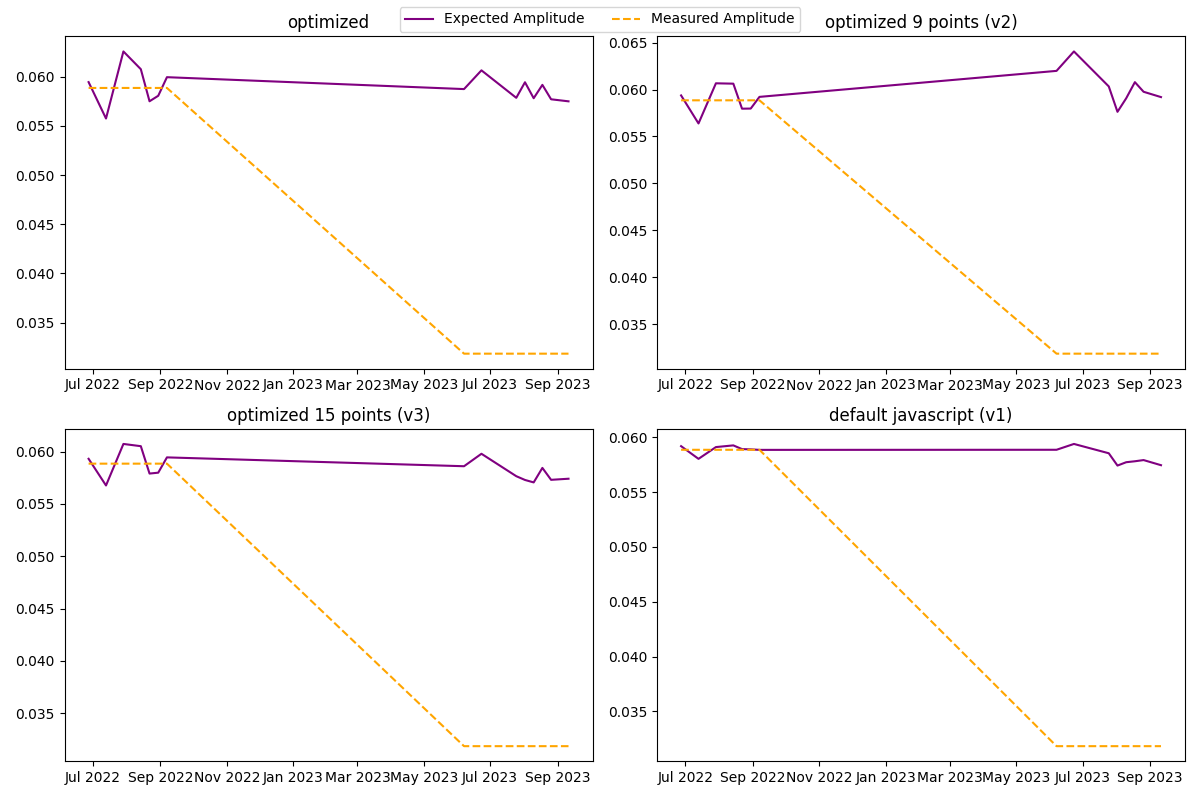 Expected Amplitude
Measured Amplitude
optimized
0.060
0.055
0.050
0.045
0.040
0.035
Jul 2022
Sep 2022
Nov 2022
Jan 2023
Mar 2023
May 2023
Jul 2023
Sep 2023
optimized 9 points (v2)
0.065
0.060
0.055
0.050
0.045
0.040
0.035
Jul 2022
Sep 2022
Nov 2022
Jan 2023
Mar 2023
May 2023
Jul 2023
Sep 2023
optimized 15 points (v3)
0.060
0.055
0.050
0.045
0.040
0.035
Jul 2022
Sep 2022
Nov 2022
Jan 2023
Mar 2023
May 2023
Jul 2023
Sep 2023
default javascript (v1)
0.060
0.055
0.050
0.045
0.040
0.035
Jul 2022
Sep 2022
Nov 2022
Jan 2023
Mar 2023
May 2023
Jul 2023
Sep 2023